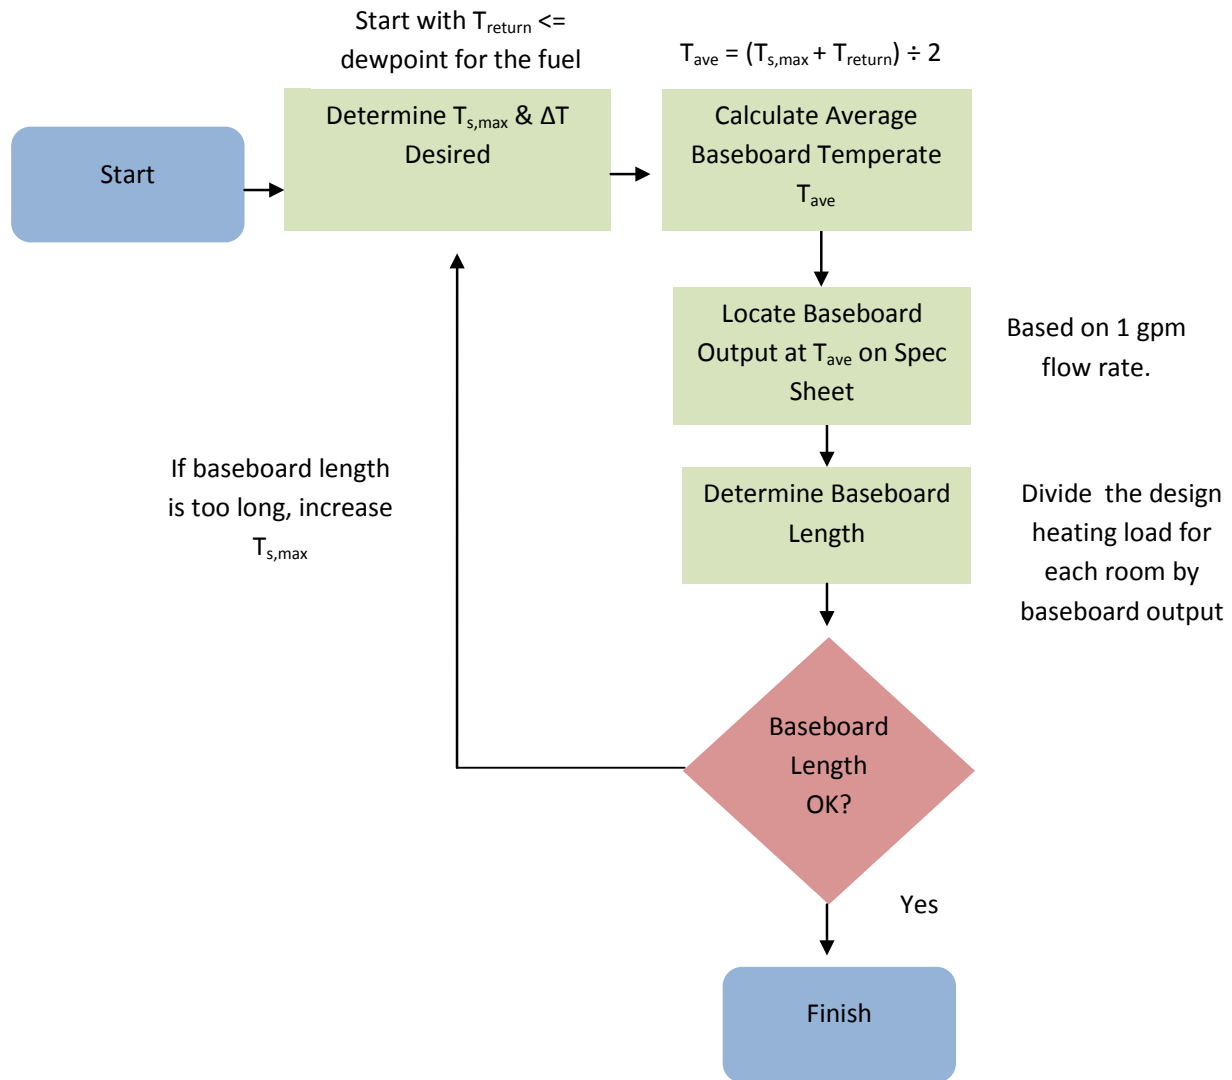 Start with Treturn <=
dewpoint for the fuel
Tave = (Ts,max + Treturn) ÷ 2
Start
Determine Ts,max & ΔT
Desired
Calculate Average
Baseboard Temperate
Tave
Locate Baseboard
Output at Tave on Spec
Sheet
Based on 1 gpm
flow rate.
If baseboard length
is too long, increase
Ts,max
Determine Baseboard
Length
Divide the design
heating load for
each room by
baseboard output
Baseboard
Length
OK?
Yes
Finish